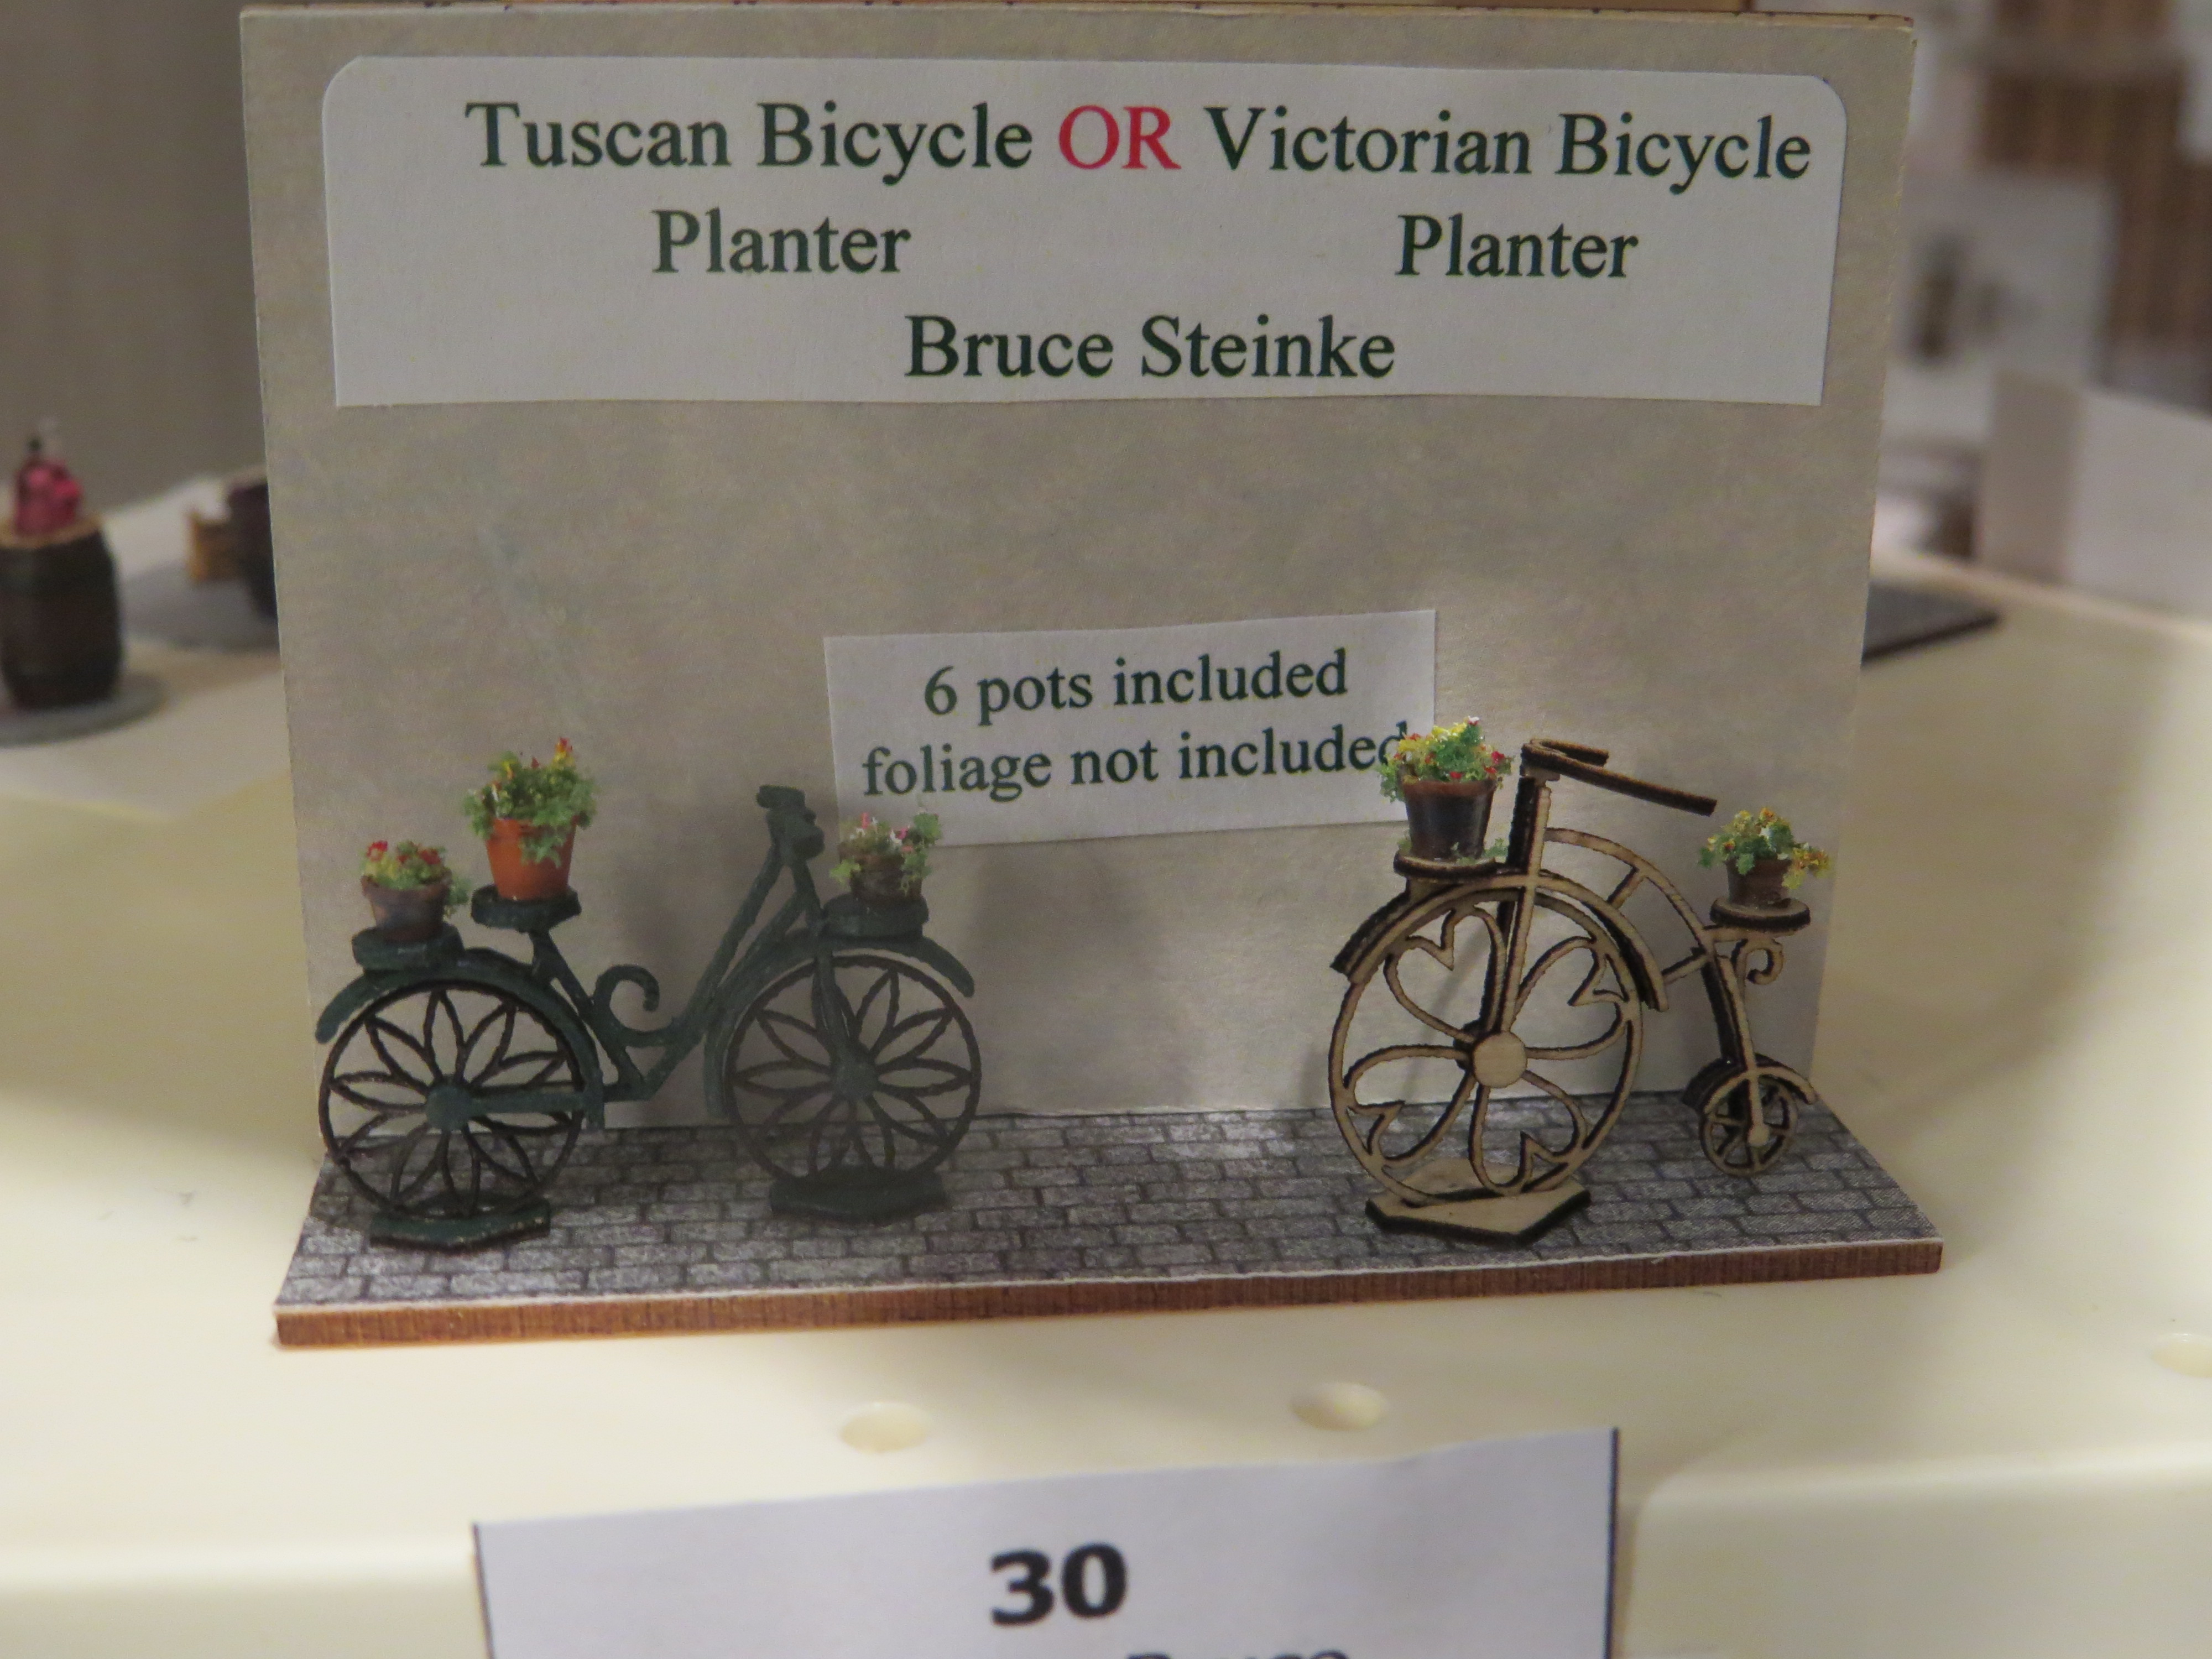 Tuscan Bicycle OR Victorian Bicycle
Planter Planter
Bruce Steinke
6 pots included
foliage not included
30